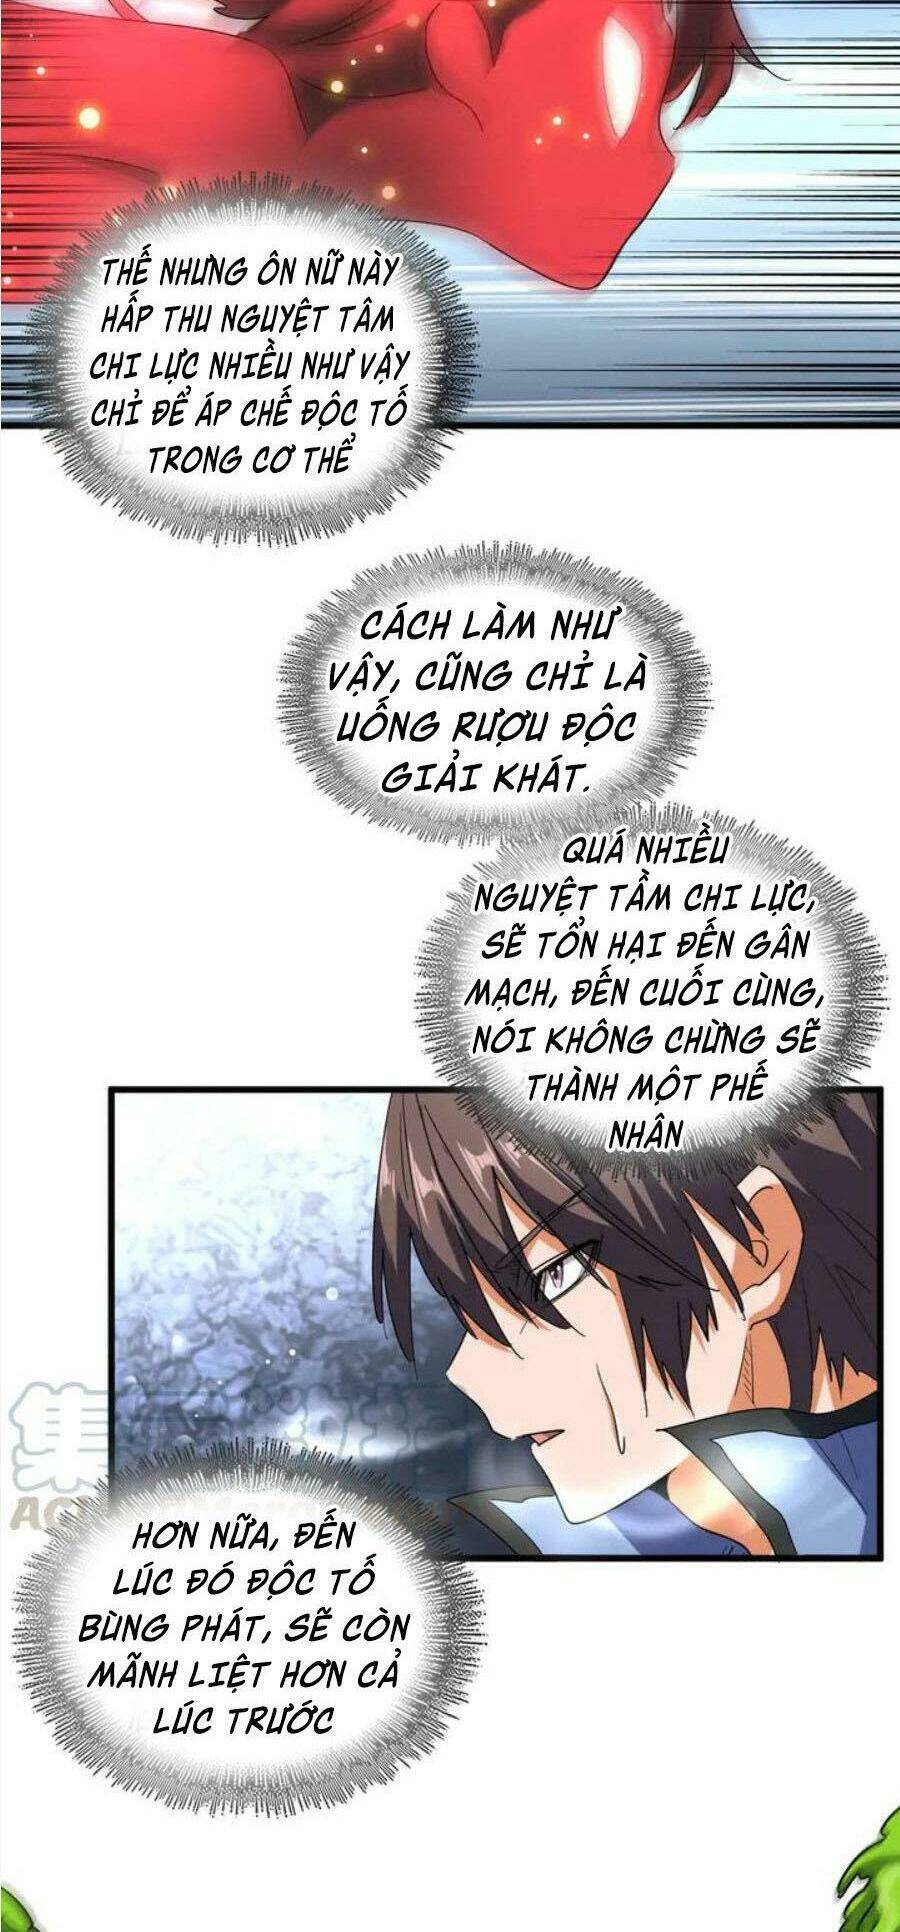 THẾ NHƯNG ÔN NỮ NÀY
HẤP THU NGUYỆT TÂM
CHI LỰC NHIỀU NHƯ VẬY
CHỈ ĐỂ ÁP CHẾ ĐỘC TỐ
TRONG CƠ THỂ
CÁCH LÀM NHƯ
VẬY, CŨNG CHỈ LÀ
UỐNG RƯỢU ĐỘC
GIẢI KHÁT.
QUÁ NHIỀU
NGUYỆT TẦM CHI LỰC,
SẼ TỔN HẠI ĐẾN GÂN
MẠCH, ĐẾN CUỐI CÙNG,
NÓI KHÔNG CHỪNG SẼ
THÀNH MỘT PHẾ
NHÂN
HƠN NỮA, ĐẾN
LÚC ĐÓ ĐỘC TỐ
BÙNG PHÁT, SẼ CÒN
MÃNH LIỆT HƠN CẢ
LÚC TRƯỚC